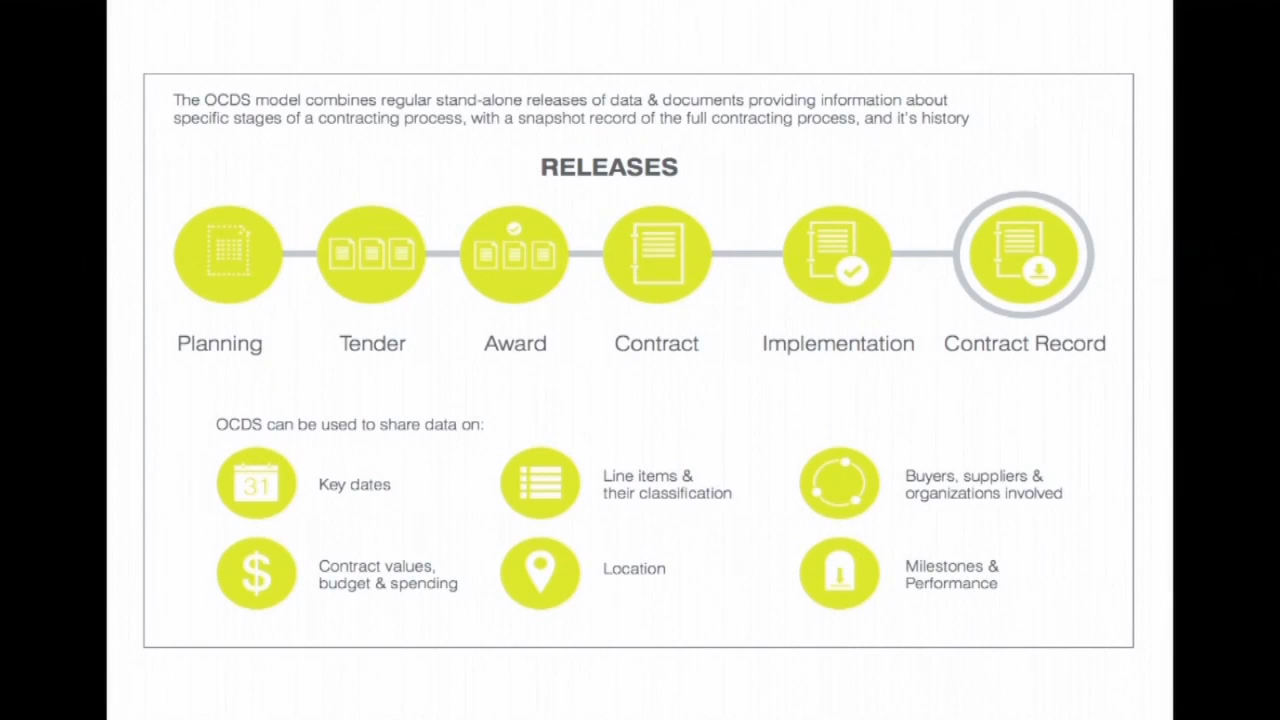 The OCDS model combines regular stand-alone releases of data & documents providing information about
specific stages of a contracting process, with a snapshot record of the full contracting process, and it's history
RELEASES
Planning
Tender
Award
Contract
Implementation
Contract Record
OCDS can be used to share data on:
31
Key dates
Line items &
their classification
Buyers, suppliers &
organizations involved
$
Contract values,
budget & spending
Location
Milestones &
Performance